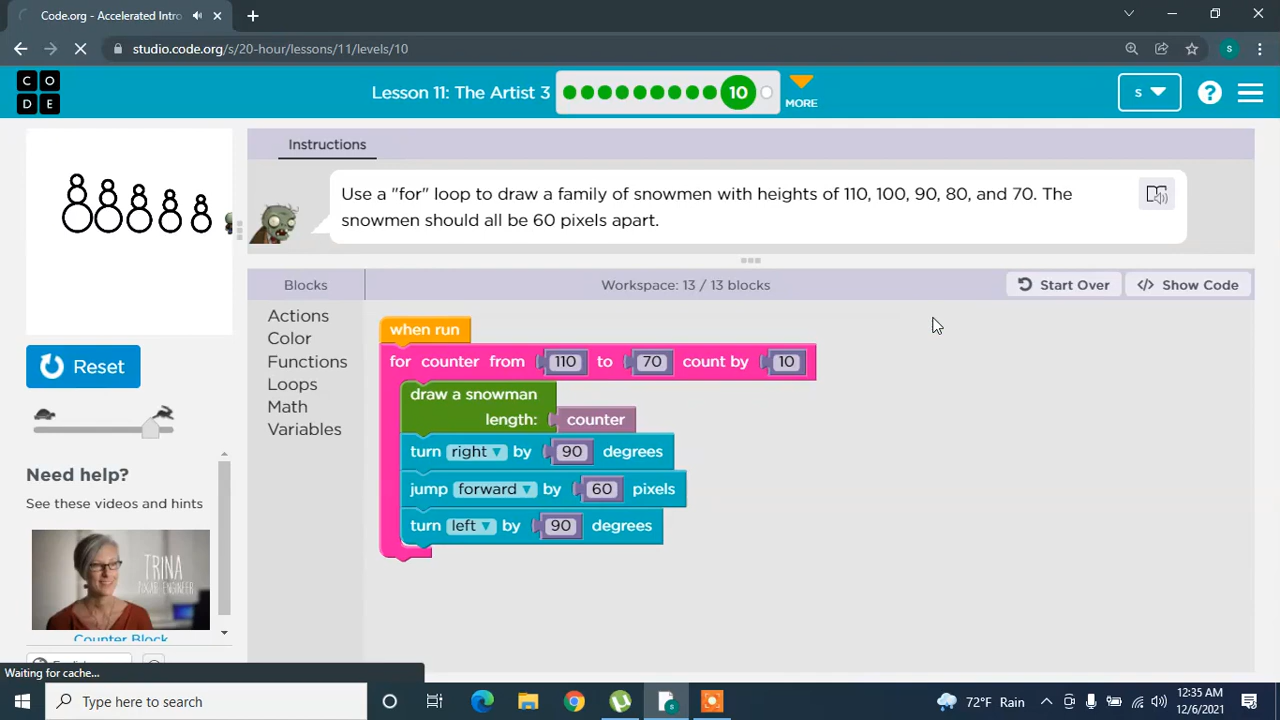 Code.org - Accelerated Intro
studio.code.org/s/20-hour/lessons/11/levels/10
S
C O
D E
Lesson 11: The Artist 3
10
MORE
s
?
Instructions
Use a "for" loop to draw a family of snowmen with heights of 110, 100, 90, 80, and 70. The
snowmen should all be 60 pixels apart.
Blocks
Workspace: 13 / 13 blocks
Start Over
</> Show Code
Actions
Color
Functions
Loops
Math
Variables
when run
for counter from 110 to 70 count by 10
draw a snowman
length: counter
turn right by 90 degrees
jump forward by 60 pixels
turn left by 90 degrees
Reset
Need help?
See these videos and hints
TRINA
Counter Block
Waiting for cache...
Type here to search
72°F Rain
12:35 AM
12/6/2021